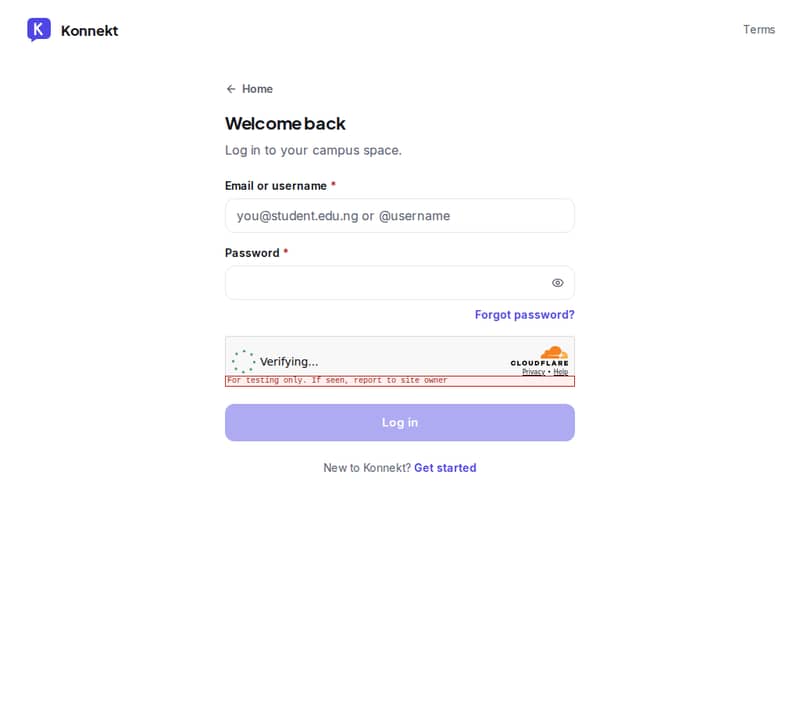 K Konnekt
Terms
← Home
Welcome back
Log in to your campus space.
Email or username *
you@student.edu.ng or @username
Password *
Forgot password?
Verifying...
CLOUDFLARE
Privacy • Help
For testing only. If seen, report to site owner
Log in
New to Konnekt? Get started